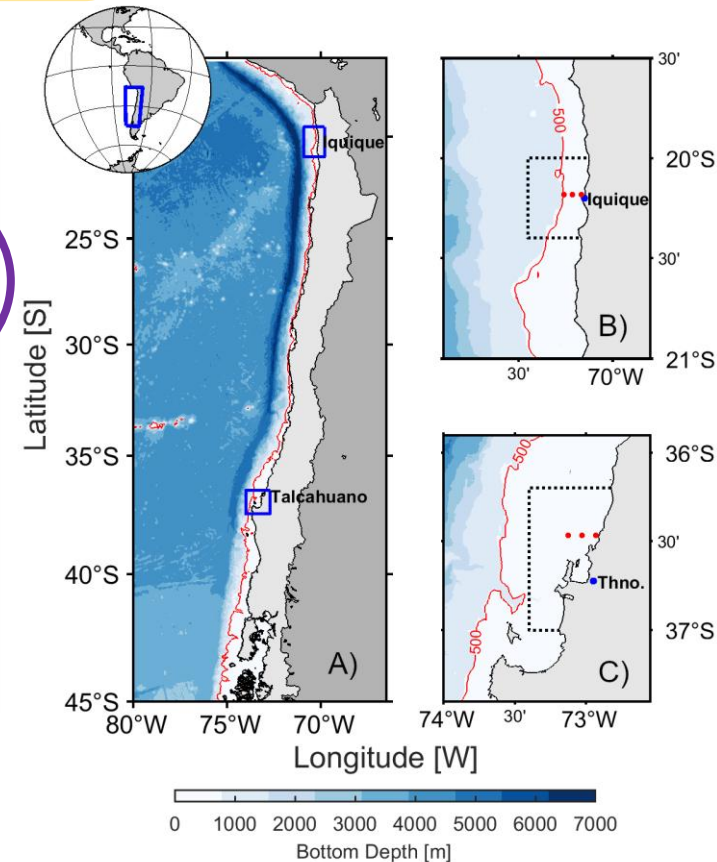 Iquique
25°S
30°S
35°S
40°S
45°S
Talcahuano
A)
80°W
75°W
70°W
Latitude [S]
Longitude [W]
500
30'
20°S
Iquique
30'
B)
21°S
30'
70°W
500
36°S
30'
Thno.
500
37°S
C)
74°W
30'
73°W
0 1000 2000 3000 4000 5000 6000 7000
Bottom Depth [m]